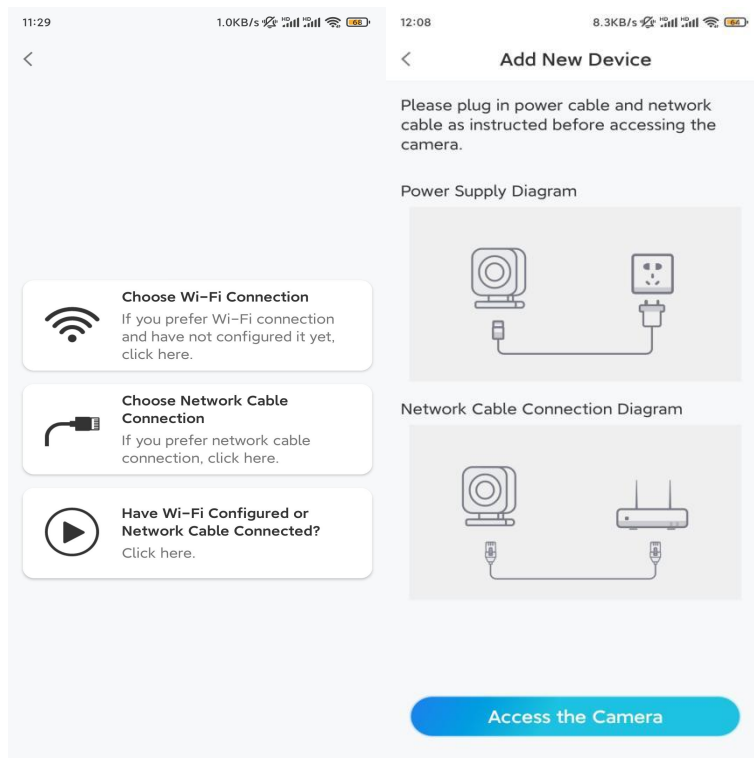 11:29
1.0KB/s HD HD 68
Choose Wi-Fi Connection
If you prefer Wi-Fi connection
and have not configured it yet,
click here.
Choose Network Cable
Connection
If you prefer network cable
connection, click here.
Have Wi-Fi Configured or
Network Cable Connected?
Click here.
12:08
8.3KB/s HD HD 64
Add New Device
Please plug in power cable and network
cable as instructed before accessing the
camera.
Power Supply Diagram
Network Cable Connection Diagram
Access the Camera